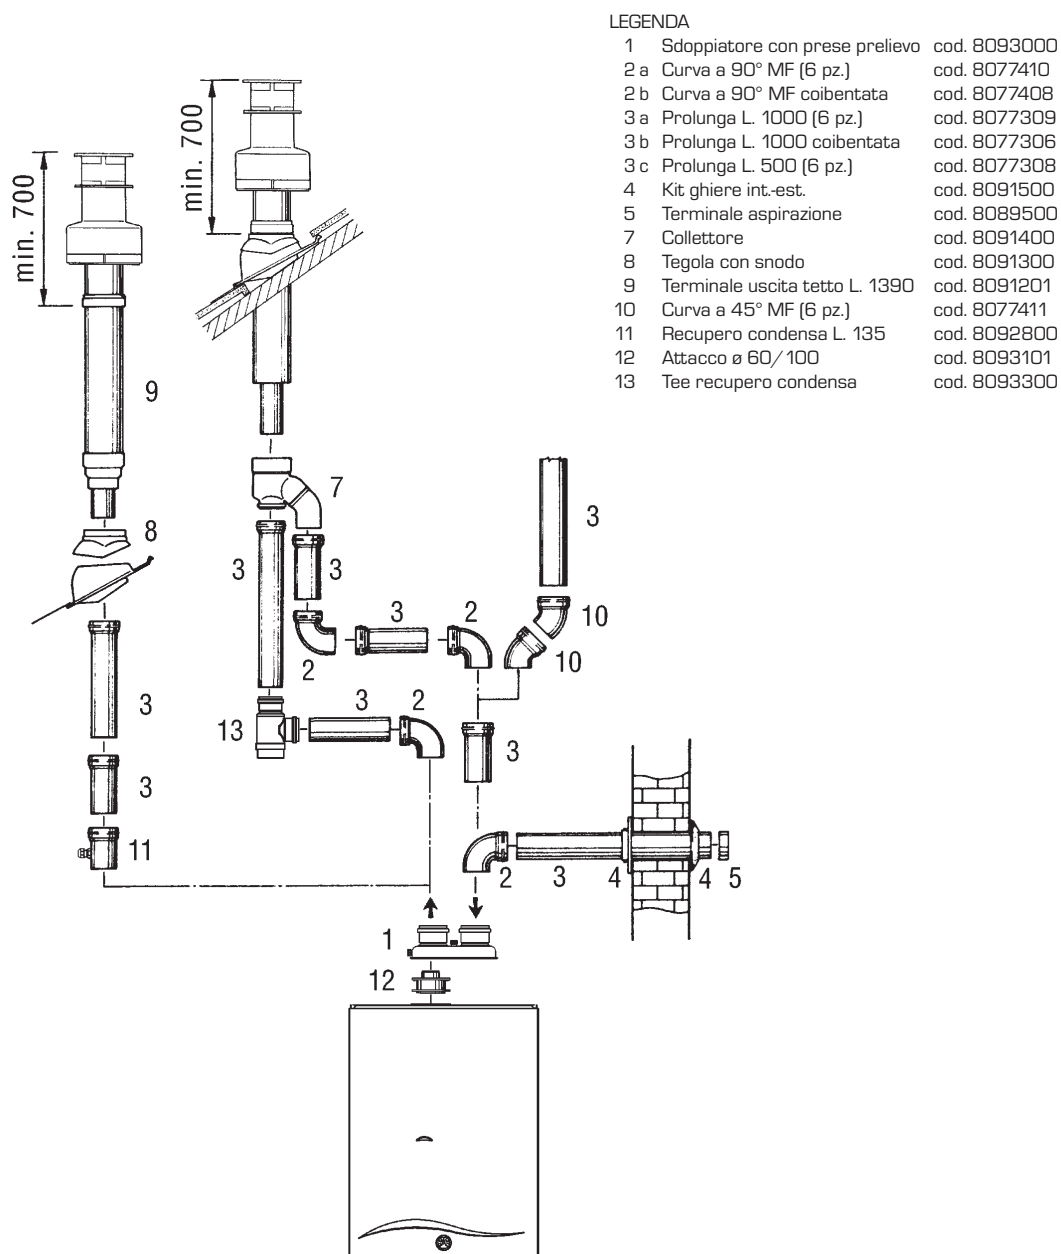 LEGENDA
1 Sdoppiatore con prese prelievo cod. 8093000
2 a Curva a 90° MF (6 pz.) cod. 8077410
2 b Curva a 90° MF coibentata cod. 8077408
3 a Prolunga L. 1000 (6 pz.) cod. 8077309
3 b Prolunga L. 1000 coibentata cod. 8077306
3 c Prolunga L. 500 (6 pz.) cod. 8077308
4 Kit ghiere int.-est. cod. 8091500
5 Terminale aspirazione cod. 8089500
7 Collettore cod. 8091400
8 Tegola con snodo cod. 8091300
9 Terminale uscita tetto L. 1390 cod. 8091201
10 Curva a 45° MF (6 pz.) cod. 8077411
11 Recupero condensa L. 135 cod. 8092800
12 Attacco ø 60/100 cod. 8093101
13 Tee recupero condensa cod. 8093300
min. 700
min. 700
9
7
3
8
3
3
3
2
10
2
10
3
3
2
13
3
3
11
2
3
4
4
5
1
12